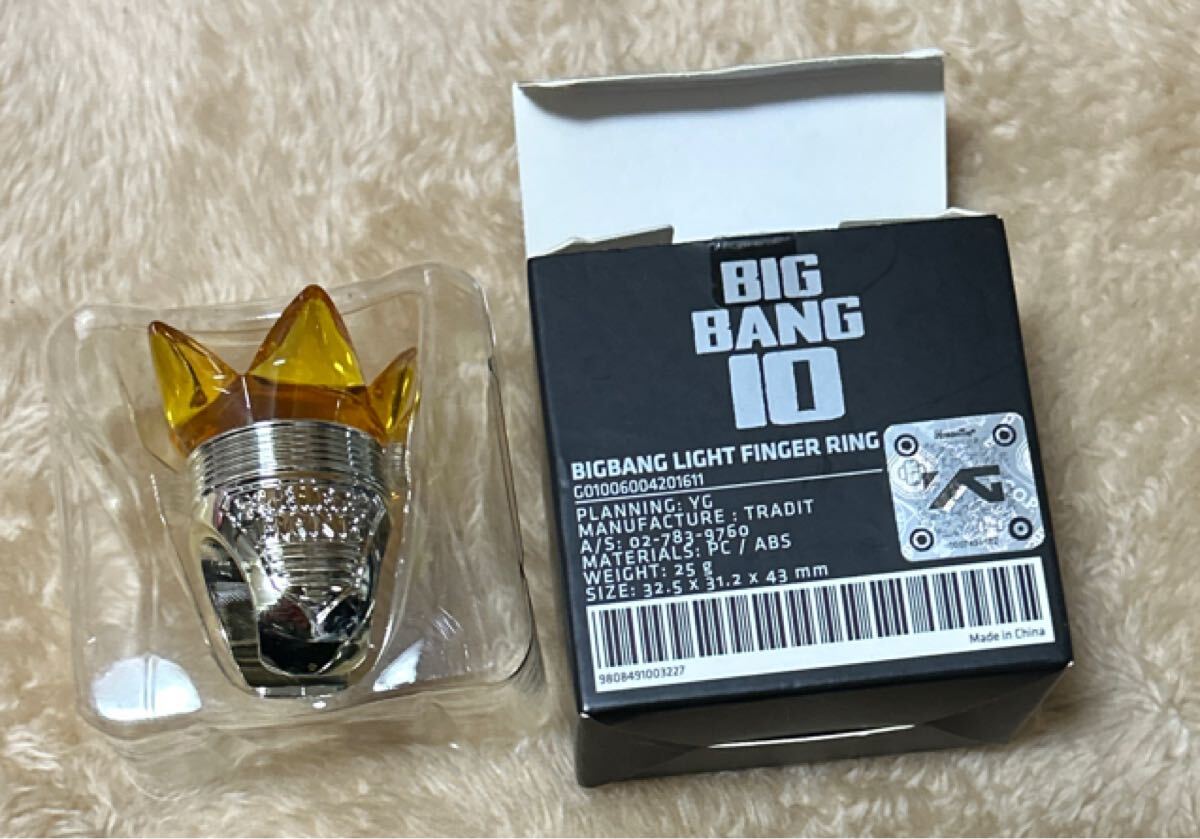 BIG
BANG
10
BIGBANG LIGHT FINGER RING
G01006004201611
PLANNING: YG
MANUFACTURE : TRADIT
A/S: 02-783-9760
MATERIALS: PC / ABS
WEIGHT: 25 g
SIZE: 32.5 x 31.2 x 43 mm
YG
9808491003227
Made in China